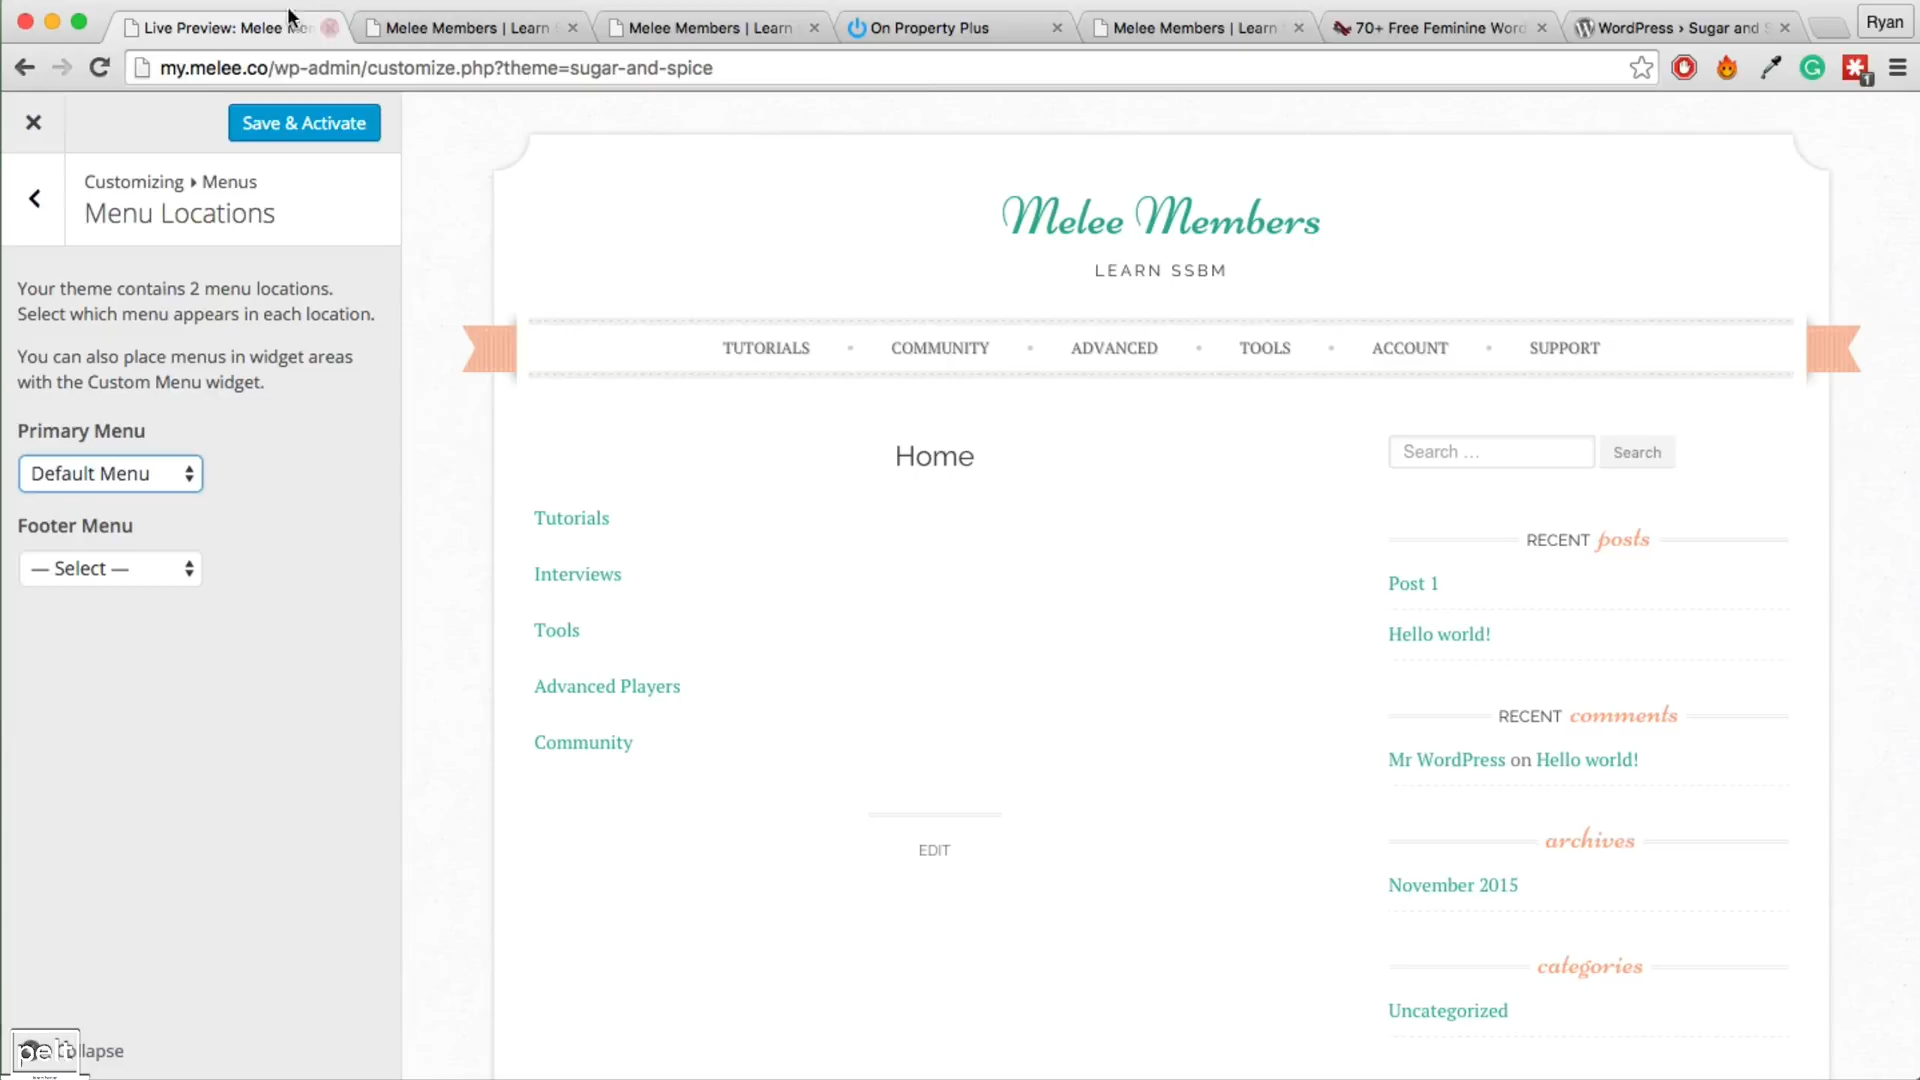 Live Preview: Melee Mem
Melee Members | Learn
Melee Members | Learn
On Property Plus
Melee Members | Learn
70+ Free Feminine Word
WordPress › Sugar and S
Ryan
my.melee.co/wp-admin/customize.php?theme=sugar-and-spice
1
Save & Activate
Customizing ▸ Menus
Menu Locations
Your theme contains 2 menu locations.
Select which menu appears in each location.
You can also place menus in widget areas
with the Custom Menu widget.
Primary Menu
Default Menu
Footer Menu
— Select —
pelt
llapse
Melee Members
LEARN SSBM
TUTORIALS
COMMUNITY
ADVANCED
TOOLS
ACCOUNT
SUPPORT
Home
Tutorials
Interviews
Tools
Advanced Players
Community
EDIT
Search ...
Search
RECENT posts
Post 1
Hello world!
RECENT comments
Mr WordPress on Hello world!
archives
November 2015
categories
Uncategorized